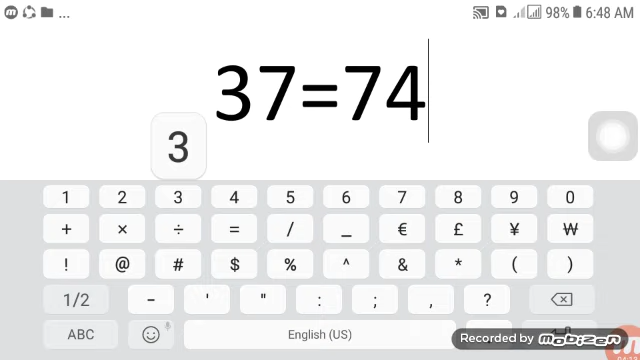 ... 98% 6:48 AM
37=74
3
1 2 3 4 5 6 7 8 9 0
+ × ÷ = / _ € £ ¥ ₩
! @ # $ % ^ & * ( )
1/2 - ' " : ; , ?
ABC English (US)
Recorded by MOBIZEN